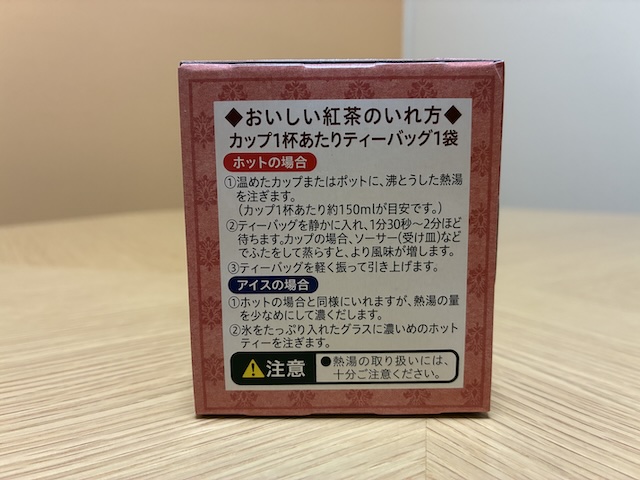 ◆おいしい紅茶のいれ方◆
カップ1杯あたりティーバッグ1袋
ホットの場合
①温めたカップまたはポットに、沸とうした熱湯
を注ぎます。
(カップ1杯あたり約150mlが目安です。)
②ティーバッグを静かに入れ、1分30秒～2分ほど
待ちます。カップの場合、ソーサー(受け皿)など
でふたをして蒸らすと、より風味が増します。
③ティーバッグを軽く振って引き上げます。
アイスの場合
①ホットの場合と同様にいれますが、熱湯の量
を少なめにして濃くだします。
②氷をたっぷり入れたグラスに濃いめのホット
ティーを注ぎます。
注意
●熱湯の取り扱いには、
十分ご注意ください。